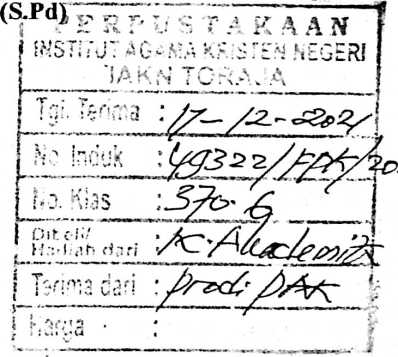 (S.Pd)
PERPUSTAKAAN
INSTITUT AGAMA KRISTEN NEGERI
IAKN TORAJA
Tgl. Terima : 17-12-2021
No. Induk : 49322/FPK/20
No. Klas : 370.6
Dibeli/
Hadiah dari : K. Akademik
Terima dari : prodi PAK
Harga :